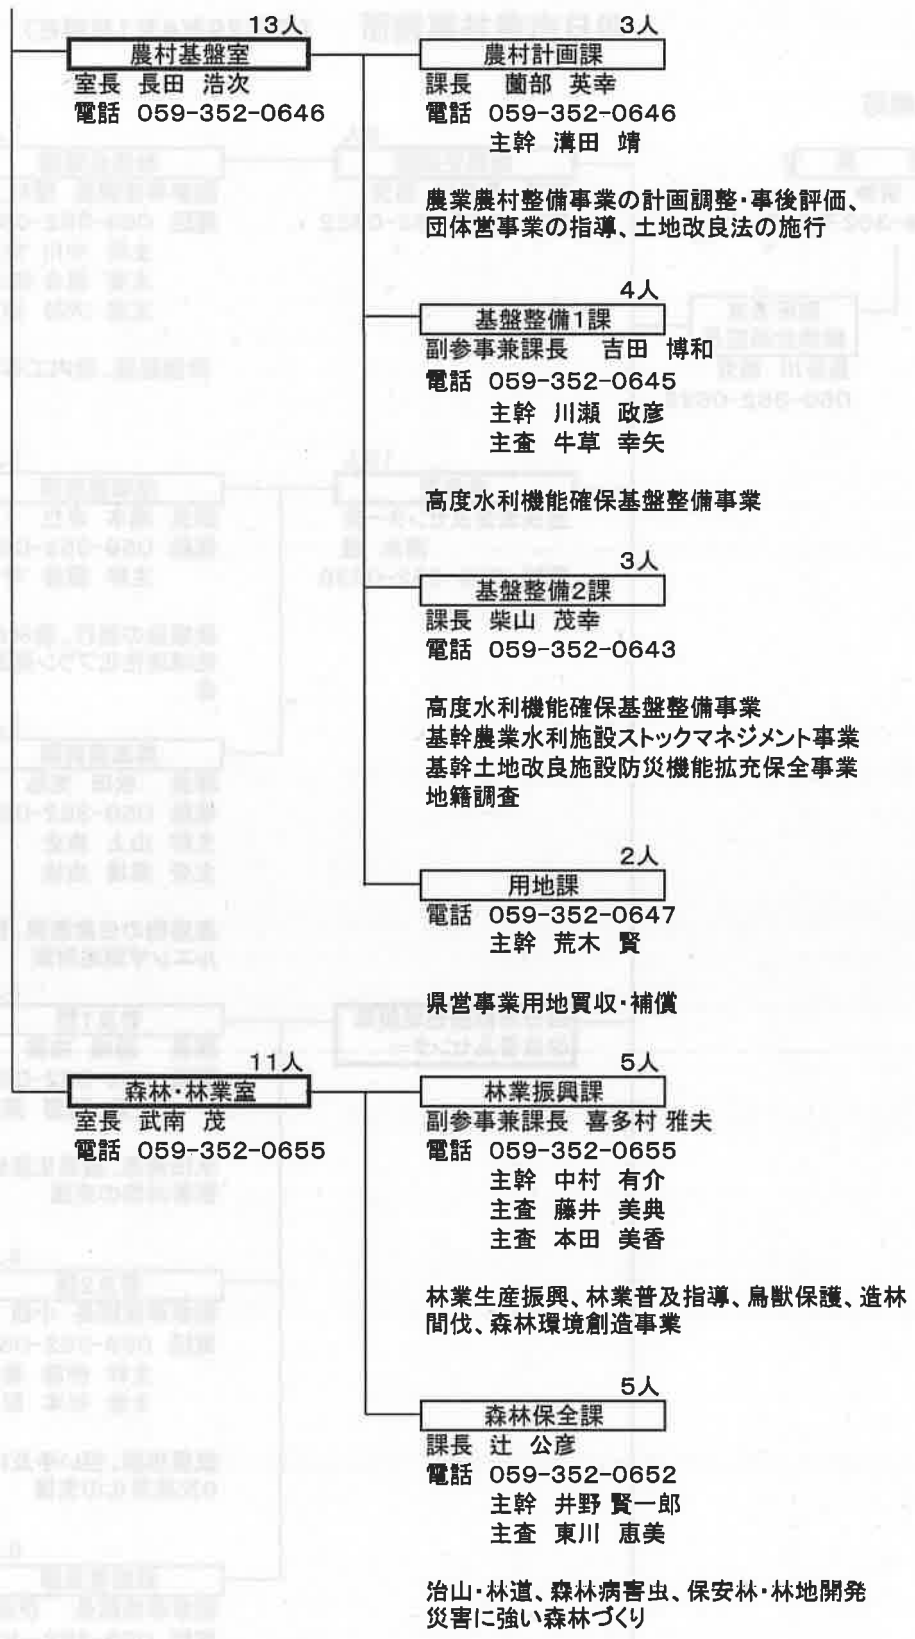 13人
農村基盤室
室長 長田 浩次
電話 059-352-0646
3人
農村計画課
課長 薗部 英幸
電話 059-352-0646
主幹 溝田 靖
農業農村整備事業の計画調整・事後評価、
団体営事業の指導、土地改良法の施行
4人
基盤整備1課
副参事兼課長 吉田 博和
電話 059-352-0645
主幹 川瀬 政彦
主査 牛草 幸矢
高度水利機能確保基盤整備事業
3人
基盤整備2課
課長 柴山 茂幸
電話 059-352-0643
高度水利機能確保基盤整備事業
基幹農業水利施設ストックマネジメント事業
基幹土地改良施設防災機能拡充保全事業
地籍調査
2人
用地課
電話 059-352-0647
主幹 荒木 賢
県営事業用地買収・補償
11人
森林・林業室
室長 武南 茂
電話 059-352-0655
5人
林業振興課
副参事兼課長 喜多村 雅夫
電話 059-352-0655
主幹 中村 有介
主査 藤井 美典
主査 本田 美香
林業生産振興、林業普及指導、鳥獣保護、造林
間伐、森林環境創造事業
5人
森林保全課
課長 辻 公彦
電話 059-352-0652
主幹 井野 賢一郎
主査 東川 恵美
治山・林道、森林病害虫、保安林・林地開発
災害に強い森林づくり